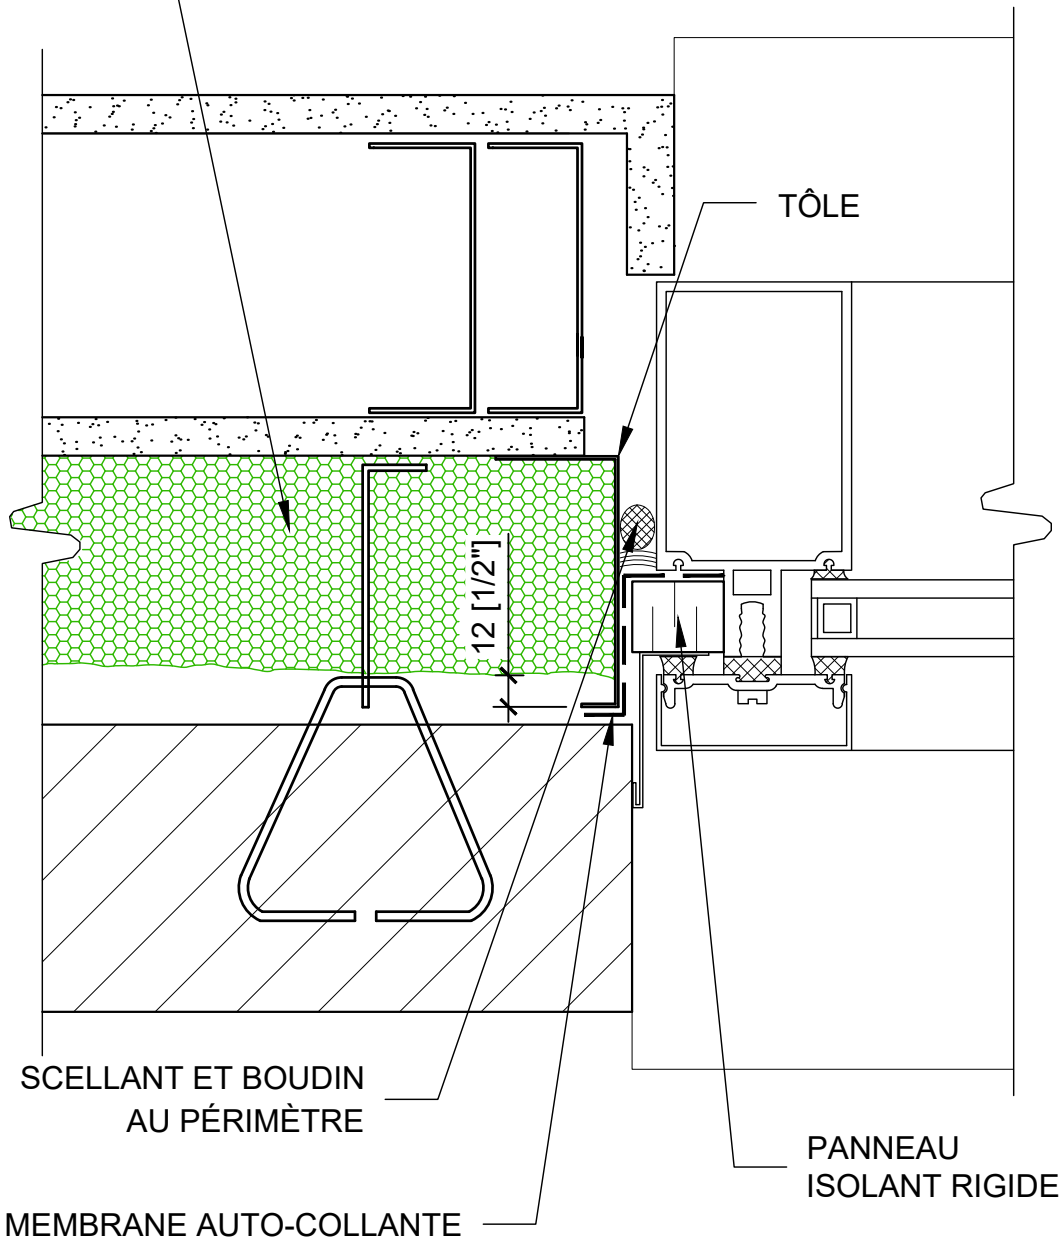 TÔLE
12 [1/2"]
SCELLANT ET BOUDIN
AU PÉRIMÈTRE
PANNEAU
ISOLANT RIGIDE
MEMBRANE AUTO-COLLANTE